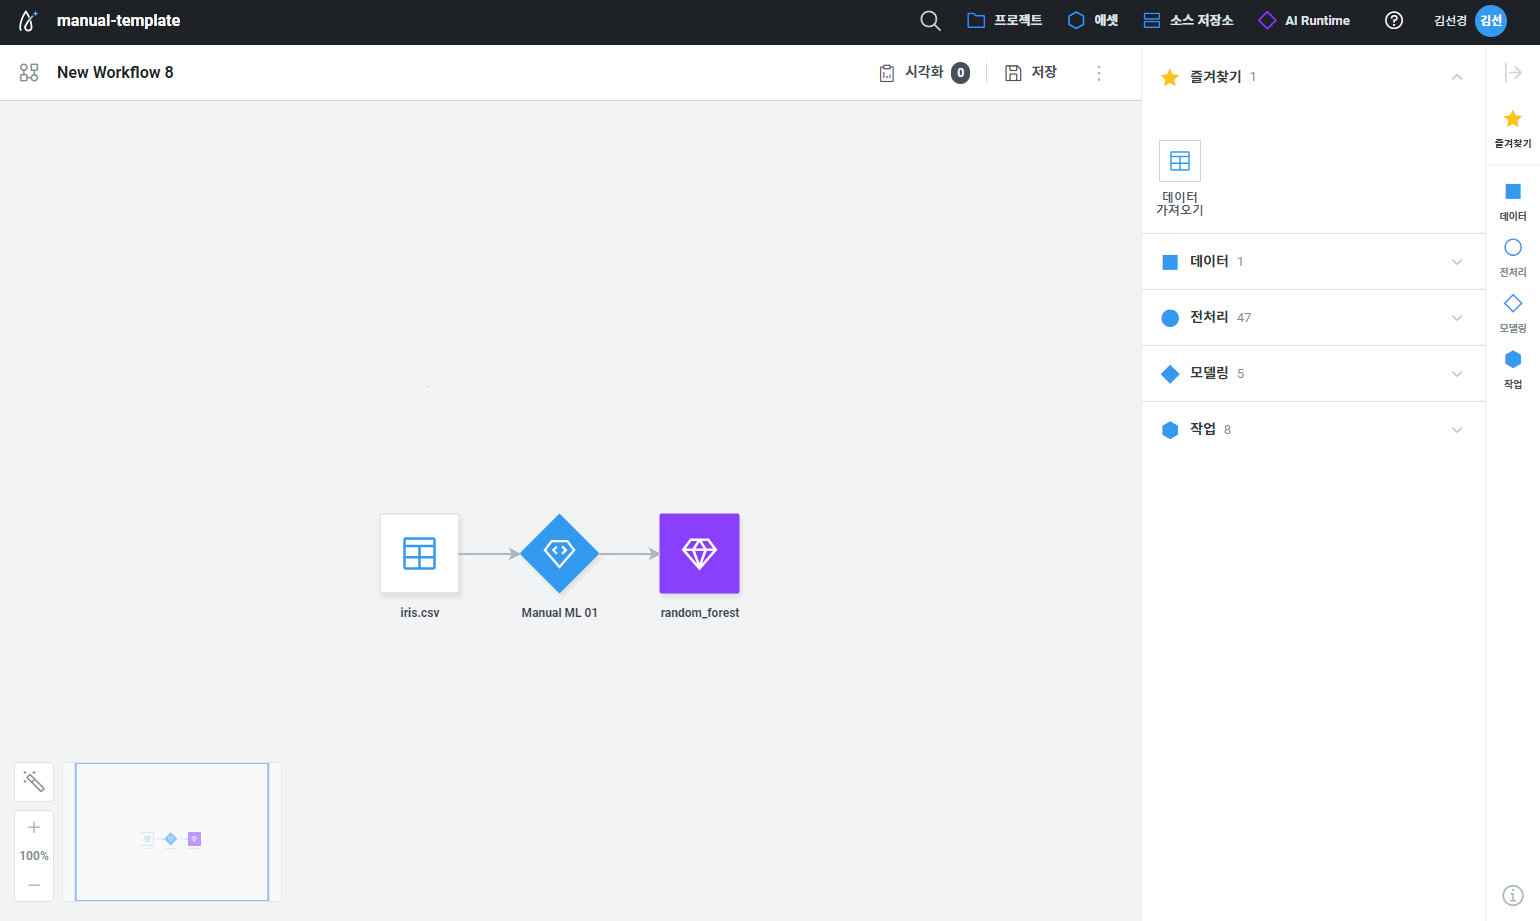 manual-template
프로젝트
애셋
소스 저장소
AI Runtime
김선경
김선
New Workflow 8
시각화 0
저장
즐겨찾기 1
데이터
가져오기
데이터 1
전처리 47
모델링 5
작업 8
즐겨찾기
데이터
전처리
모델링
작업
iris.csv
Manual ML 01
random_forest
100%